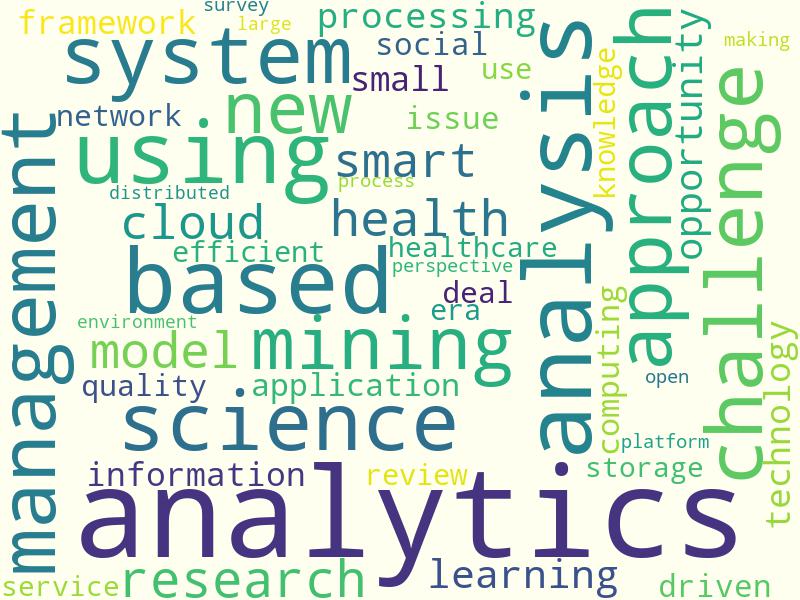 survey
framework
large
processing
system
social
small
use
new
network
issue
using
smart
process
distributed
cloud
health
efficient
healthcare
based
perspective
deal
era
environment
model
mining
quality
application
science
information
review
analytics
service
research
learning
management
analysis
knowledge
computing
approach
opportunity
making
challenge
open
platform
storage
technology
driven